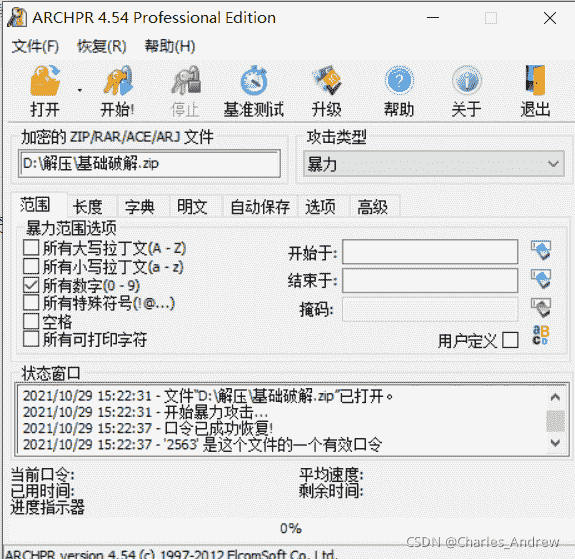 ARCHPR 4.54 Professional Edition
文件(F) 恢复(R) 帮助(H)
打开 开始! 停止 基准测试 升级 帮助 关于 退出
加密的 ZIP/RAR/ACE/ARJ 文件 攻击类型
D:\解压\基础破解.zip 暴力
范围 长度 字典 明文 自动保存 选项 高级
暴力范围选项
所有大写拉丁文(A - Z) 开始于:
所有小写拉丁文(a - z)
所有数字(0 - 9) 结束于:
所有特殊符号(!@...) 掩码:
空格
所有可打印字符 用户定义
状态窗口
2021/10/29 15:22:31 - 文件"D:\解压\基础破解.zip"已打开。
2021/10/29 15:22:31 - 开始暴力攻击...
2021/10/29 15:22:37 - 口令已成功恢复!
2021/10/29 15:22:37 - '2563' 是这个文件的一个有效口令
当前口令: 平均速度:
已用时间: 剩余时间:
进度指示器
0%
CSDN @Charles_Andrew
ARCHPR version 4.54 (c) 1997-2012 ElcomSoft Co. Ltd.